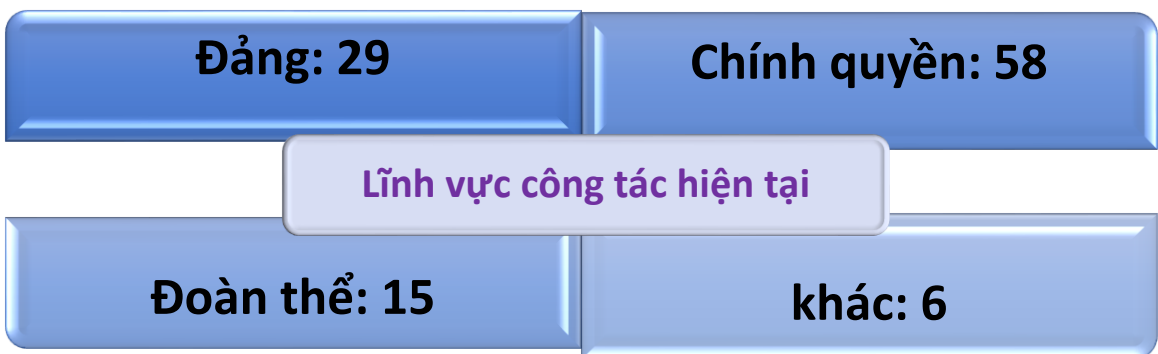 Đảng: 29
Chính quyền: 58
Lĩnh vực công tác hiện tại
Đoàn thể: 15
khác: 6